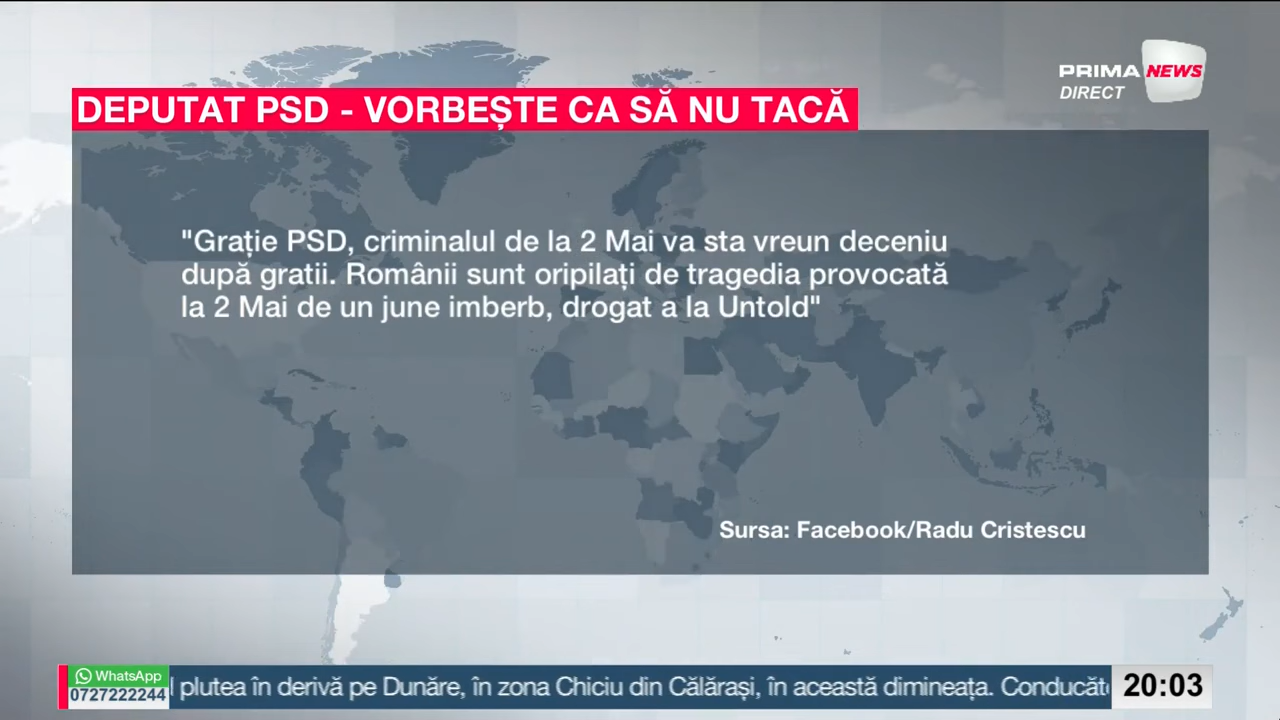 PRIMA NEWS
DIRECT
DEPUTAT PSD - VORBEȘTE CA SĂ NU TACĂ
"Grație PSD, criminalul de la 2 Mai va sta vreun deceniu
după gratii. Românii sunt oripilați de tragedia provocată
la 2 Mai de un june imberb, drogat a la Untold"
Sursa: Facebook/Radu Cristescu
WhatsApp
0727222244
plutea în derivă pe Dunăre, în zona Chiciu din Călărași, în această dimineața. Conducăt
20:03